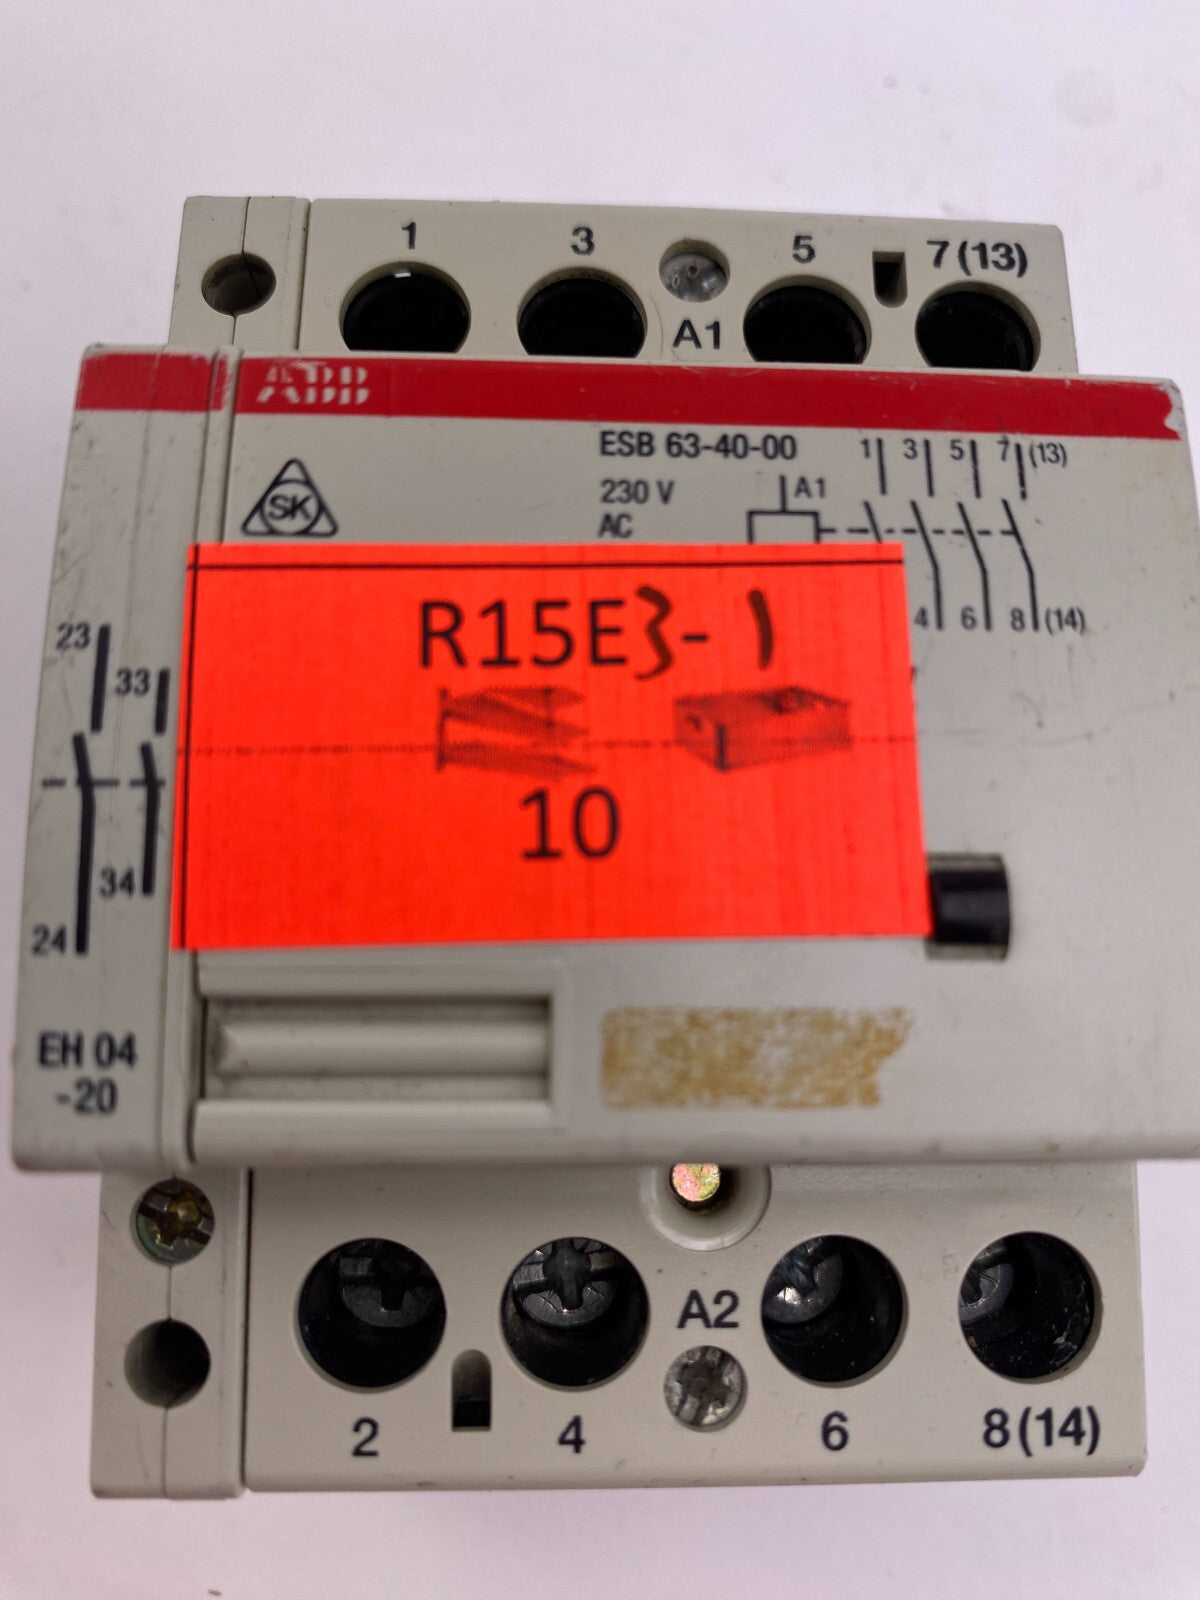 1 3 5 7(13)
A1
ABB
ESB 63-40-00
230 V
AC
SK
A1
1 3 5 7 (13)
4 6 8 (14)
R15E3-1
10
23
33
34
24
EH 04
-20
A2
2 4 6 8(14)